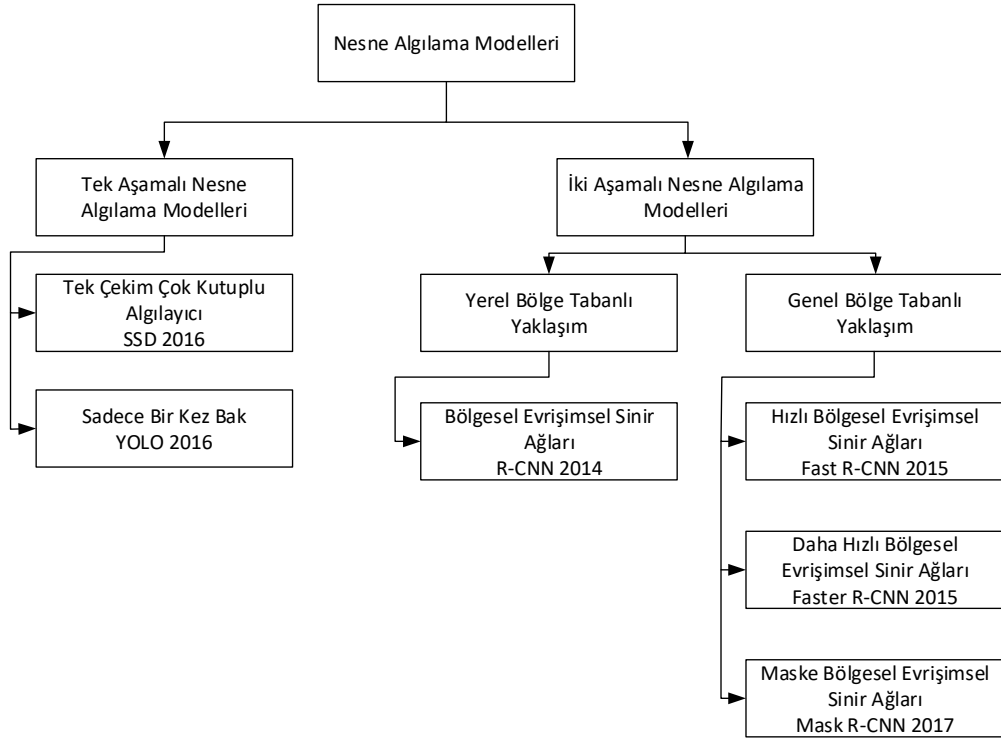 Nesne Algılama Modelleri
Tek Aşamalı Nesne
Algılama Modelleri
İki Aşamalı Nesne Algılama
Modelleri
Tek Çekim Çok Kutuplu
Algılayıcı
SSD 2016
Sadece Bir Kez Bak
YOLO 2016
Yerel Bölge Tabanlı
Yaklaşım
Genel Bölge Tabanlı
Yaklaşım
Bölgesel Evrişimsel Sinir
Ağları
R-CNN 2014
Hızlı Bölgesel Evrişimsel
Sinir Ağları
Fast R-CNN 2015
Daha Hızlı Bölgesel
Evrişimsel Sinir Ağları
Faster R-CNN 2015
Maske Bölgesel Evrişimsel
Sinir Ağları
Mask R-CNN 2017